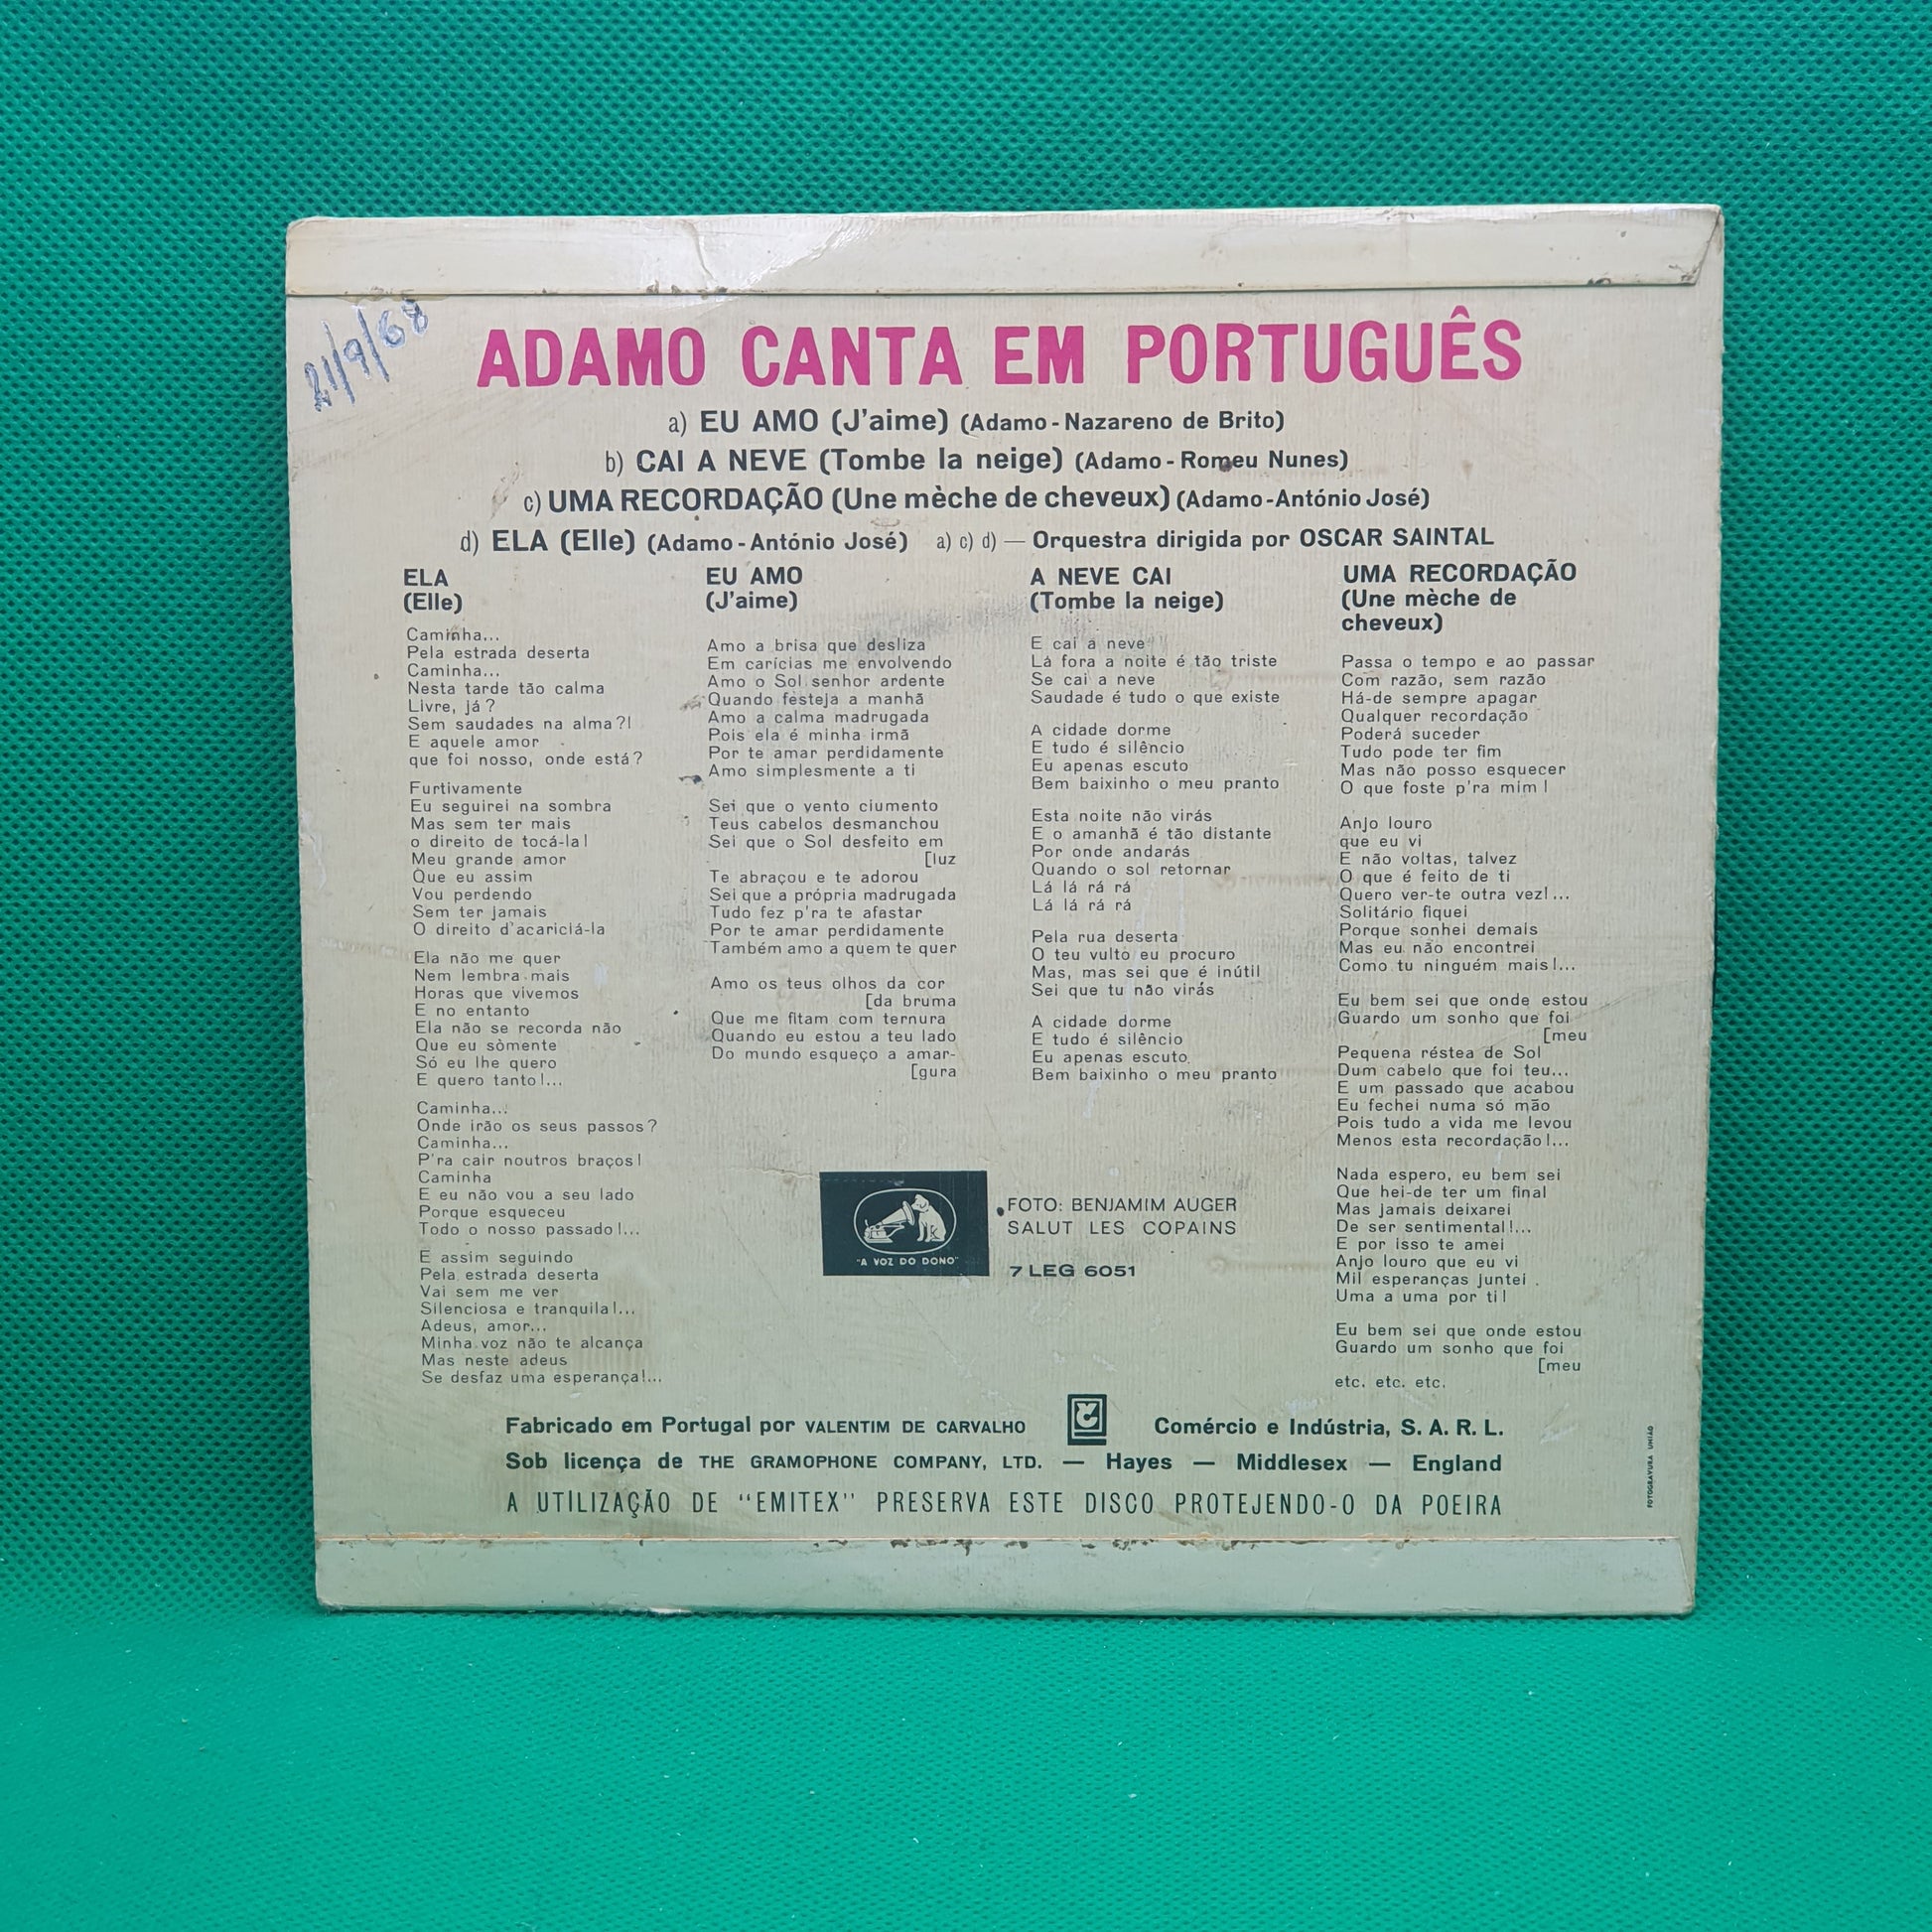 21/9/68
ADAMO CANTA EM PORTUGUÊS
a) EU AMO (J'aime) (Adamo - Nazareno de Brito)
b) CAI A NEVE (Tombe la neige) (Adamo - Romeu Nunes)
c) UMA RECORDAÇÃO (Une mèche de cheveux) (Adamo - António José)
d) ELA (Elle) (Adamo - António José) a) c) d) — Orquestra dirigida por OSCAR SAINTAL
ELA
(Elle)
Caminha...
Pela estrada deserta
Caminha...
Nesta tarde tão calma
Livre, já?
Sem saudades na alma?!
E aquele amor
que foi nosso, onde está?
Furtivamente
Eu seguirei na sombra
Mas sem ter mais
o direito de tocá-la!
Meu grande amor
Que eu assim
Vou perdendo
Sem ter jamais
O direito d'acariciá-la
Ela não me quer
Nem lembra mais
Horas que vivemos
E no entanto
Ela não se recorda não
Que eu sòmente
Só eu lhe quero
E quero tanto!...
Caminha...
Onde irão os seus passos?
Caminha...
P'ra cair noutros braços!
Caminha
E eu não vou a seu lado
Porque esqueceu
Todo o nosso passado!...
E assim seguindo
Pela estrada deserta
Vai sem me ver
Silenciosa e tranquila!...
Adeus, amor...
Minha voz não te alcança
Mas neste adeus
Se desfaz uma esperança!...
EU AMO
(J'aime)
Amo a brisa que desliza
Em carícias me envolvendo
Amo o Sol senhor ardente
Quando festeja a manhã
Amo a calma madrugada
Pois ela é minha irmã
Por te amar perdidamente
Amo simplesmente a ti
Sei que o vento ciumento
Teus cabelos desmanchou
Sei que o Sol desfeito em
[luz
Te abraçou e te adorou
Sei que a própria madrugada
Tudo fez p'ra te afastar
Por te amar perdidamente
Também amo a quem te quer
Amo os teus olhos da cor
[da bruma
Que me fitam com ternura
Quando eu estou a teu lado
Do mundo esqueço a amar-
[gura
A NEVE CAI
(Tombe la neige)
E cai a neve
Lá fora a noite é tão triste
Se cai a neve
Saudade é tudo o que existe
A cidade dorme
E tudo é silêncio
Eu apenas escuto
Bem baixinho o meu pranto
Esta noite não virás
E o amanhã é tão distante
Por onde andarás
Quando o sol retornar
Lá lá rá rá
Lá lá rá rá
Pela rua deserta
O teu vulto eu procuro
Mas, mas sei que é inútil
Sei que tu não virás
A cidade dorme
E tudo é silêncio
Eu apenas escuto
Bem baixinho o meu pranto
UMA RECORDAÇÃO
(Une mèche de
cheveux)
Passa o tempo e ao passar
Com razão, sem razão
Há-de sempre apagar
Qualquer recordação
Poderá suceder
Tudo pode ter fim
Mas não posso esquecer
O que foste p'ra mim!
Anjo louro
que eu vi
E não voltas, talvez
O que é feito de ti
Quero ver-te outra vez!...
Solitário fiquei
Porque sonhei demais
Mas eu não encontrei
Como tu ninguém mais!...
Eu bem sei que onde estou
Guardo um sonho que foi
[meu
Pequena réstea de Sol
Dum cabelo que foi teu...
E um passado que acabou
Eu fechei numa só mão
Pois tudo a vida me levou
Menos esta recordação!...
Nada espero, eu bem sei
Que hei-de ter um final
Mas jamais deixarei
De ser sentimental!...
E por isso te amei
Anjo louro que eu vi
Mil esperanças juntei
Uma a uma por ti!
Eu bem sei que onde estou
Guardo um sonho que foi
[meu
etc. etc. etc.
"A VOZ DO DONO"
FOTO: BENJAMIM AUGER
SALUT LES COPAINS
7 LEG 6051
Fabricado em Portugal por VALENTIM DE CARVALHO Comércio e Indústria, S. A. R. L.
Sob licença de THE GRAMOPHONE COMPANY, LTD. — Hayes — Middlesex — England
A UTILIZAÇÃO DE "EMITEX" PRESERVA ESTE DISCO PROTEJENDO-O DA POEIRA
FOTOGRAVURA UNIÃO